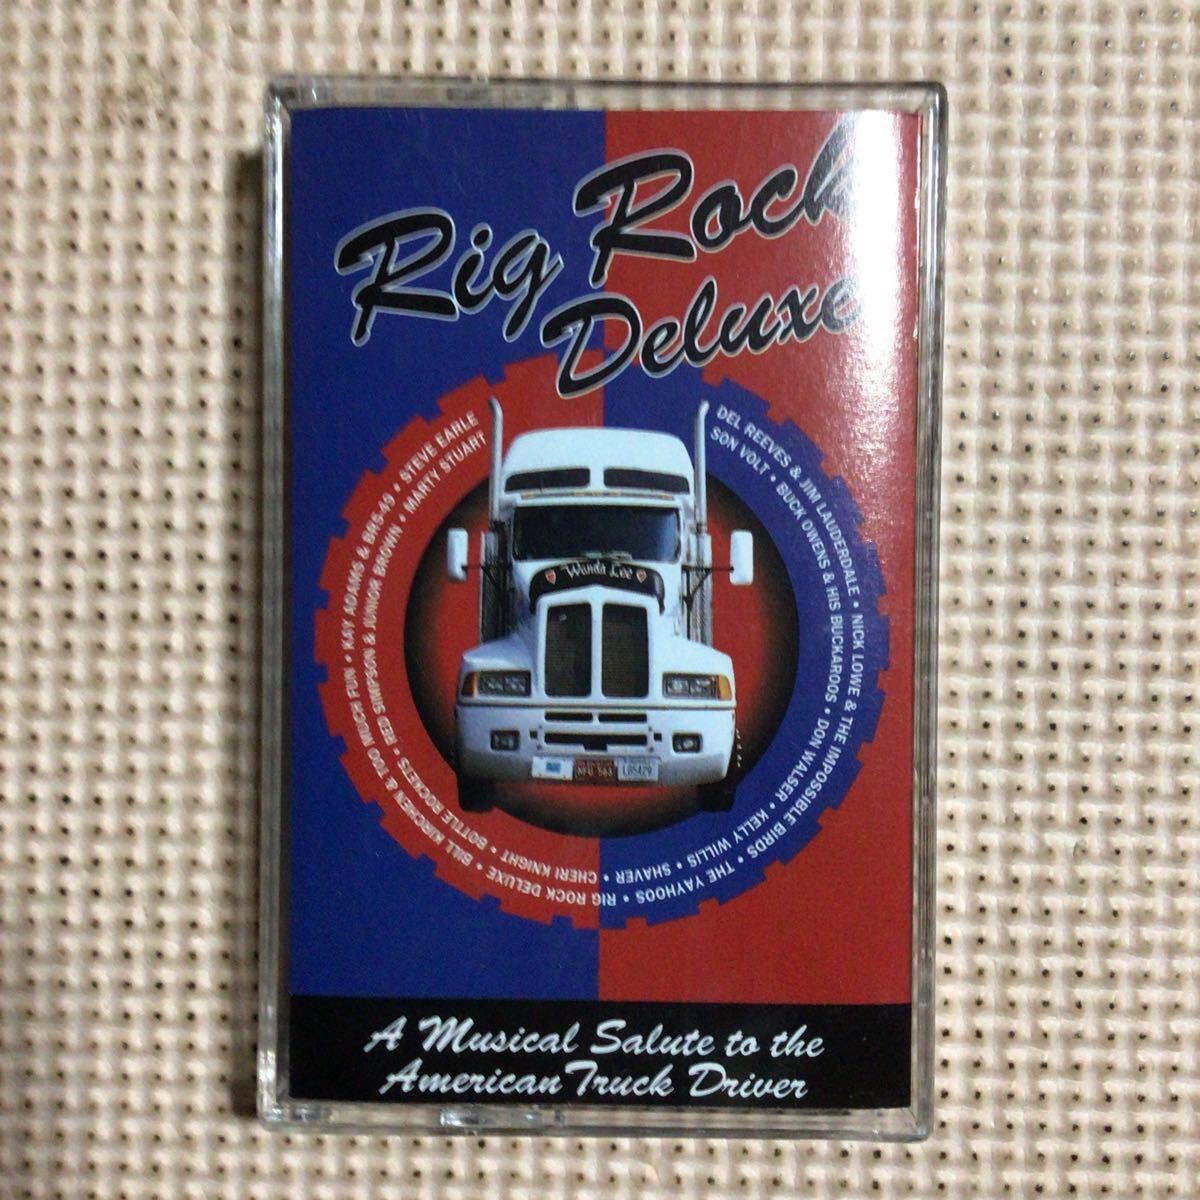 Rig Rock
Deluxe
DEL REEVES & JIM LAUDERDALE • NICK LOWE & THE IMPOSSIBLE BIRDS • THE YAYHOOS • RIG ROCK DELUXE • BILL KIRCHEN & TOO MUCH FUN • KAY ADAMS & BR5-49 • STEVE EARLE
SON VOLT • BUCK OWENS & HIS BUCKAROOS • DON WALSER • KELLY WILLIS • SHAVER • CHERI KNIGHT • BOTTLE ROCKETS • RED SIMPSON & JUNIOR BROWN • MARTY STUART
Wanda Lee
A Musical Salute to the
American Truck Driver